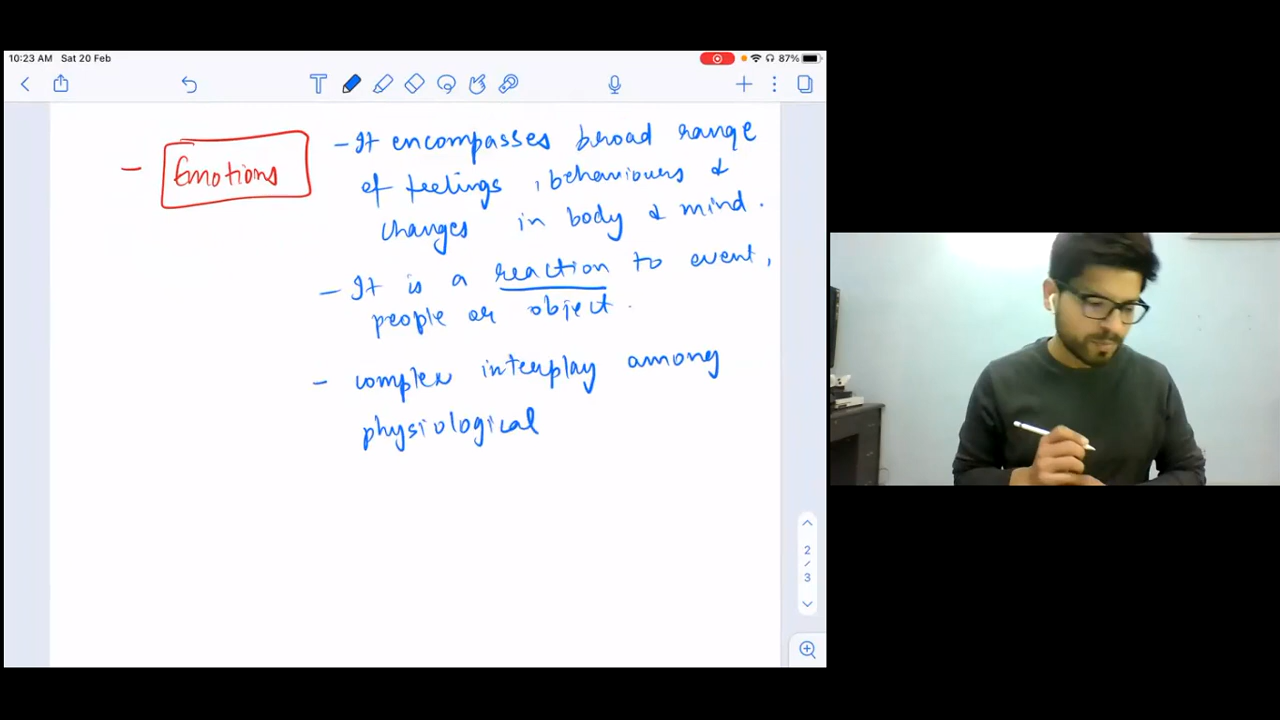 10:23 AM Sat 20 Feb
87%
T
- Emotions
- It encompasses broad range
of feelings, behaviours &
changes in body & mind.
- It is a reaction to event,
people or object.
- complex interplay among
physiological
2
/
3